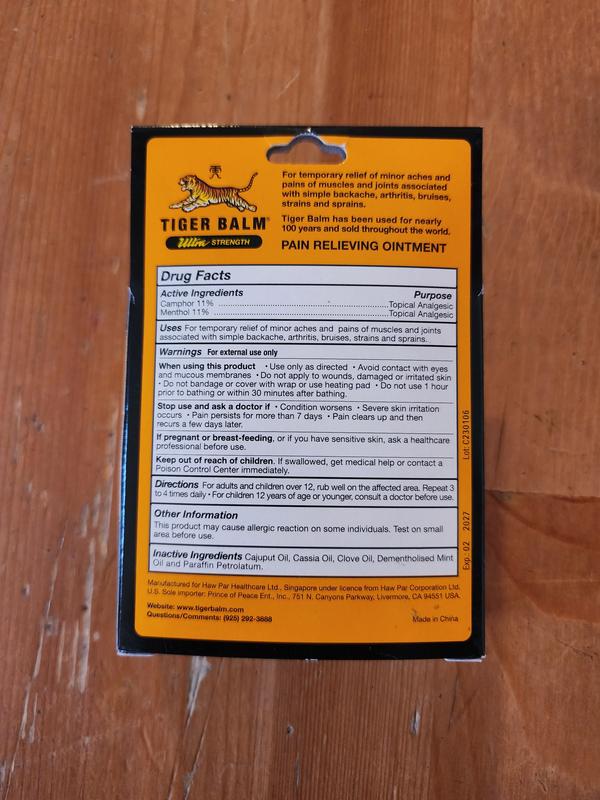 For temporary relief of minor aches and
pains of muscles and joints associated
with simple backache, arthritis, bruises,
strains and sprains.
Tiger Balm has been used for nearly
100 years and sold throughout the world.
PAIN RELIEVING OINTMENT
TIGER BALM®
Ultra STRENGTH
Drug Facts
Active Ingredients Purpose
Camphor 11% ........................................................Topical Analgesic
Menthol 11% ........................................................Topical Analgesic
Uses For temporary relief of minor aches and pains of muscles and joints
associated with simple backache, arthritis, bruises, strains and sprains.
Warnings For external use only
When using this product • Use only as directed • Avoid contact with eyes
and mucous membranes • Do not apply to wounds, damaged or irritated skin
• Do not bandage or cover with wrap or use heating pad • Do not use 1 hour
prior to bathing or within 30 minutes after bathing.
Stop use and ask a doctor if • Condition worsens • Severe skin irritation
occurs • Pain persists for more than 7 days • Pain clears up and then
recurs a few days later.
If pregnant or breast-feeding, or if you have sensitive skin, ask a healthcare
professional before use.
Keep out of reach of children. If swallowed, get medical help or contact a
Poison Control Center immediately.
Directions For adults and children over 12, rub well on the affected area. Repeat 3
to 4 times daily • For children 12 years of age or younger, consult a doctor before use.
Other Information
This product may cause allergic reaction on some individuals. Test on small
area before use.
Inactive Ingredients Cajuput Oil, Cassia Oil, Clove Oil, Dementholised Mint
Oil and Paraffin Petrolatum.
Manufactured for Haw Par Healthcare Ltd., Singapore under licence from Haw Par Corporation Ltd.
U.S. Sole importer: Prince of Peace Ent., Inc., 751 N. Canyons Parkway, Livermore, CA 94551 USA.
Website: www.tigerbalm.com
Questions/Comments: (925) 292-3888
Made in China
Exp.: 02 2027 Lot: C230106